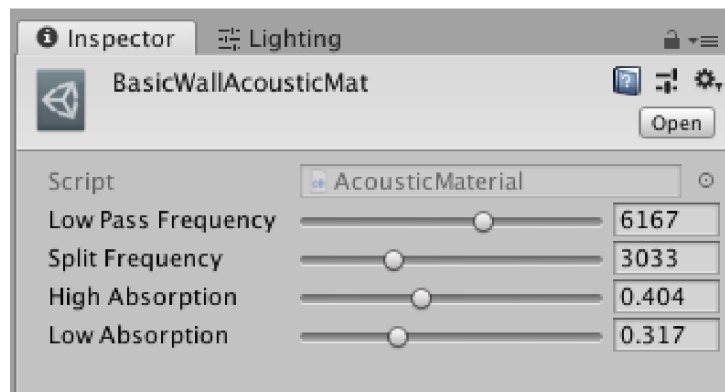 Inspector Lighting
BasicWallAcousticMat
Open
Script AcousticMaterial
Low Pass Frequency 6167
Split Frequency 3033
High Absorption 0.404
Low Absorption 0.317